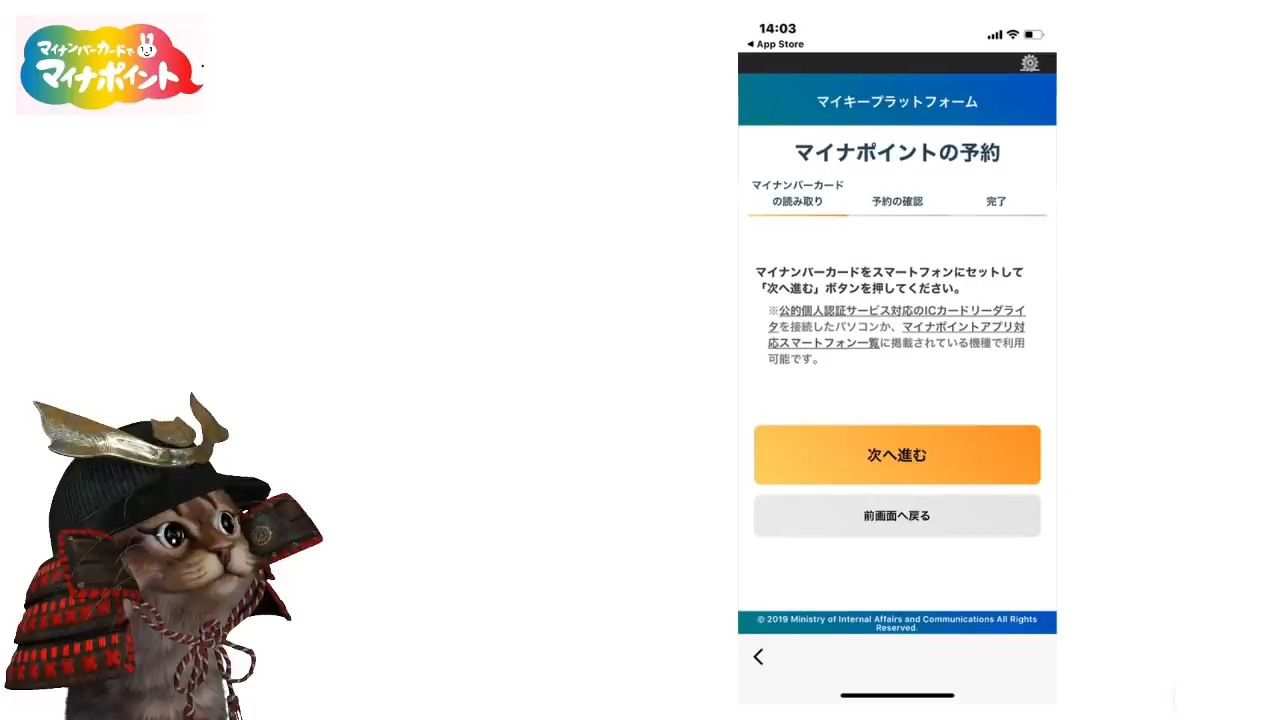 マイナンバーカードで
マイナポイント
14:03
◀ App Store
マイキープラットフォーム
マイナポイントの予約
マイナンバーカード
の読み取り
予約の確認
完了
マイナンバーカードをスマートフォンにセットして
「次へ進む」ボタンを押してください。
※公的個人認証サービス対応のICカードリーダライ
タを接続したパソコンか、マイナポイントアプリ対
応スマートフォン一覧に掲載されている機種で利用
可能です。
次へ進む
前画面へ戻る
© 2019 Ministry of Internal Affairs and Communications All Rights
Reserved.